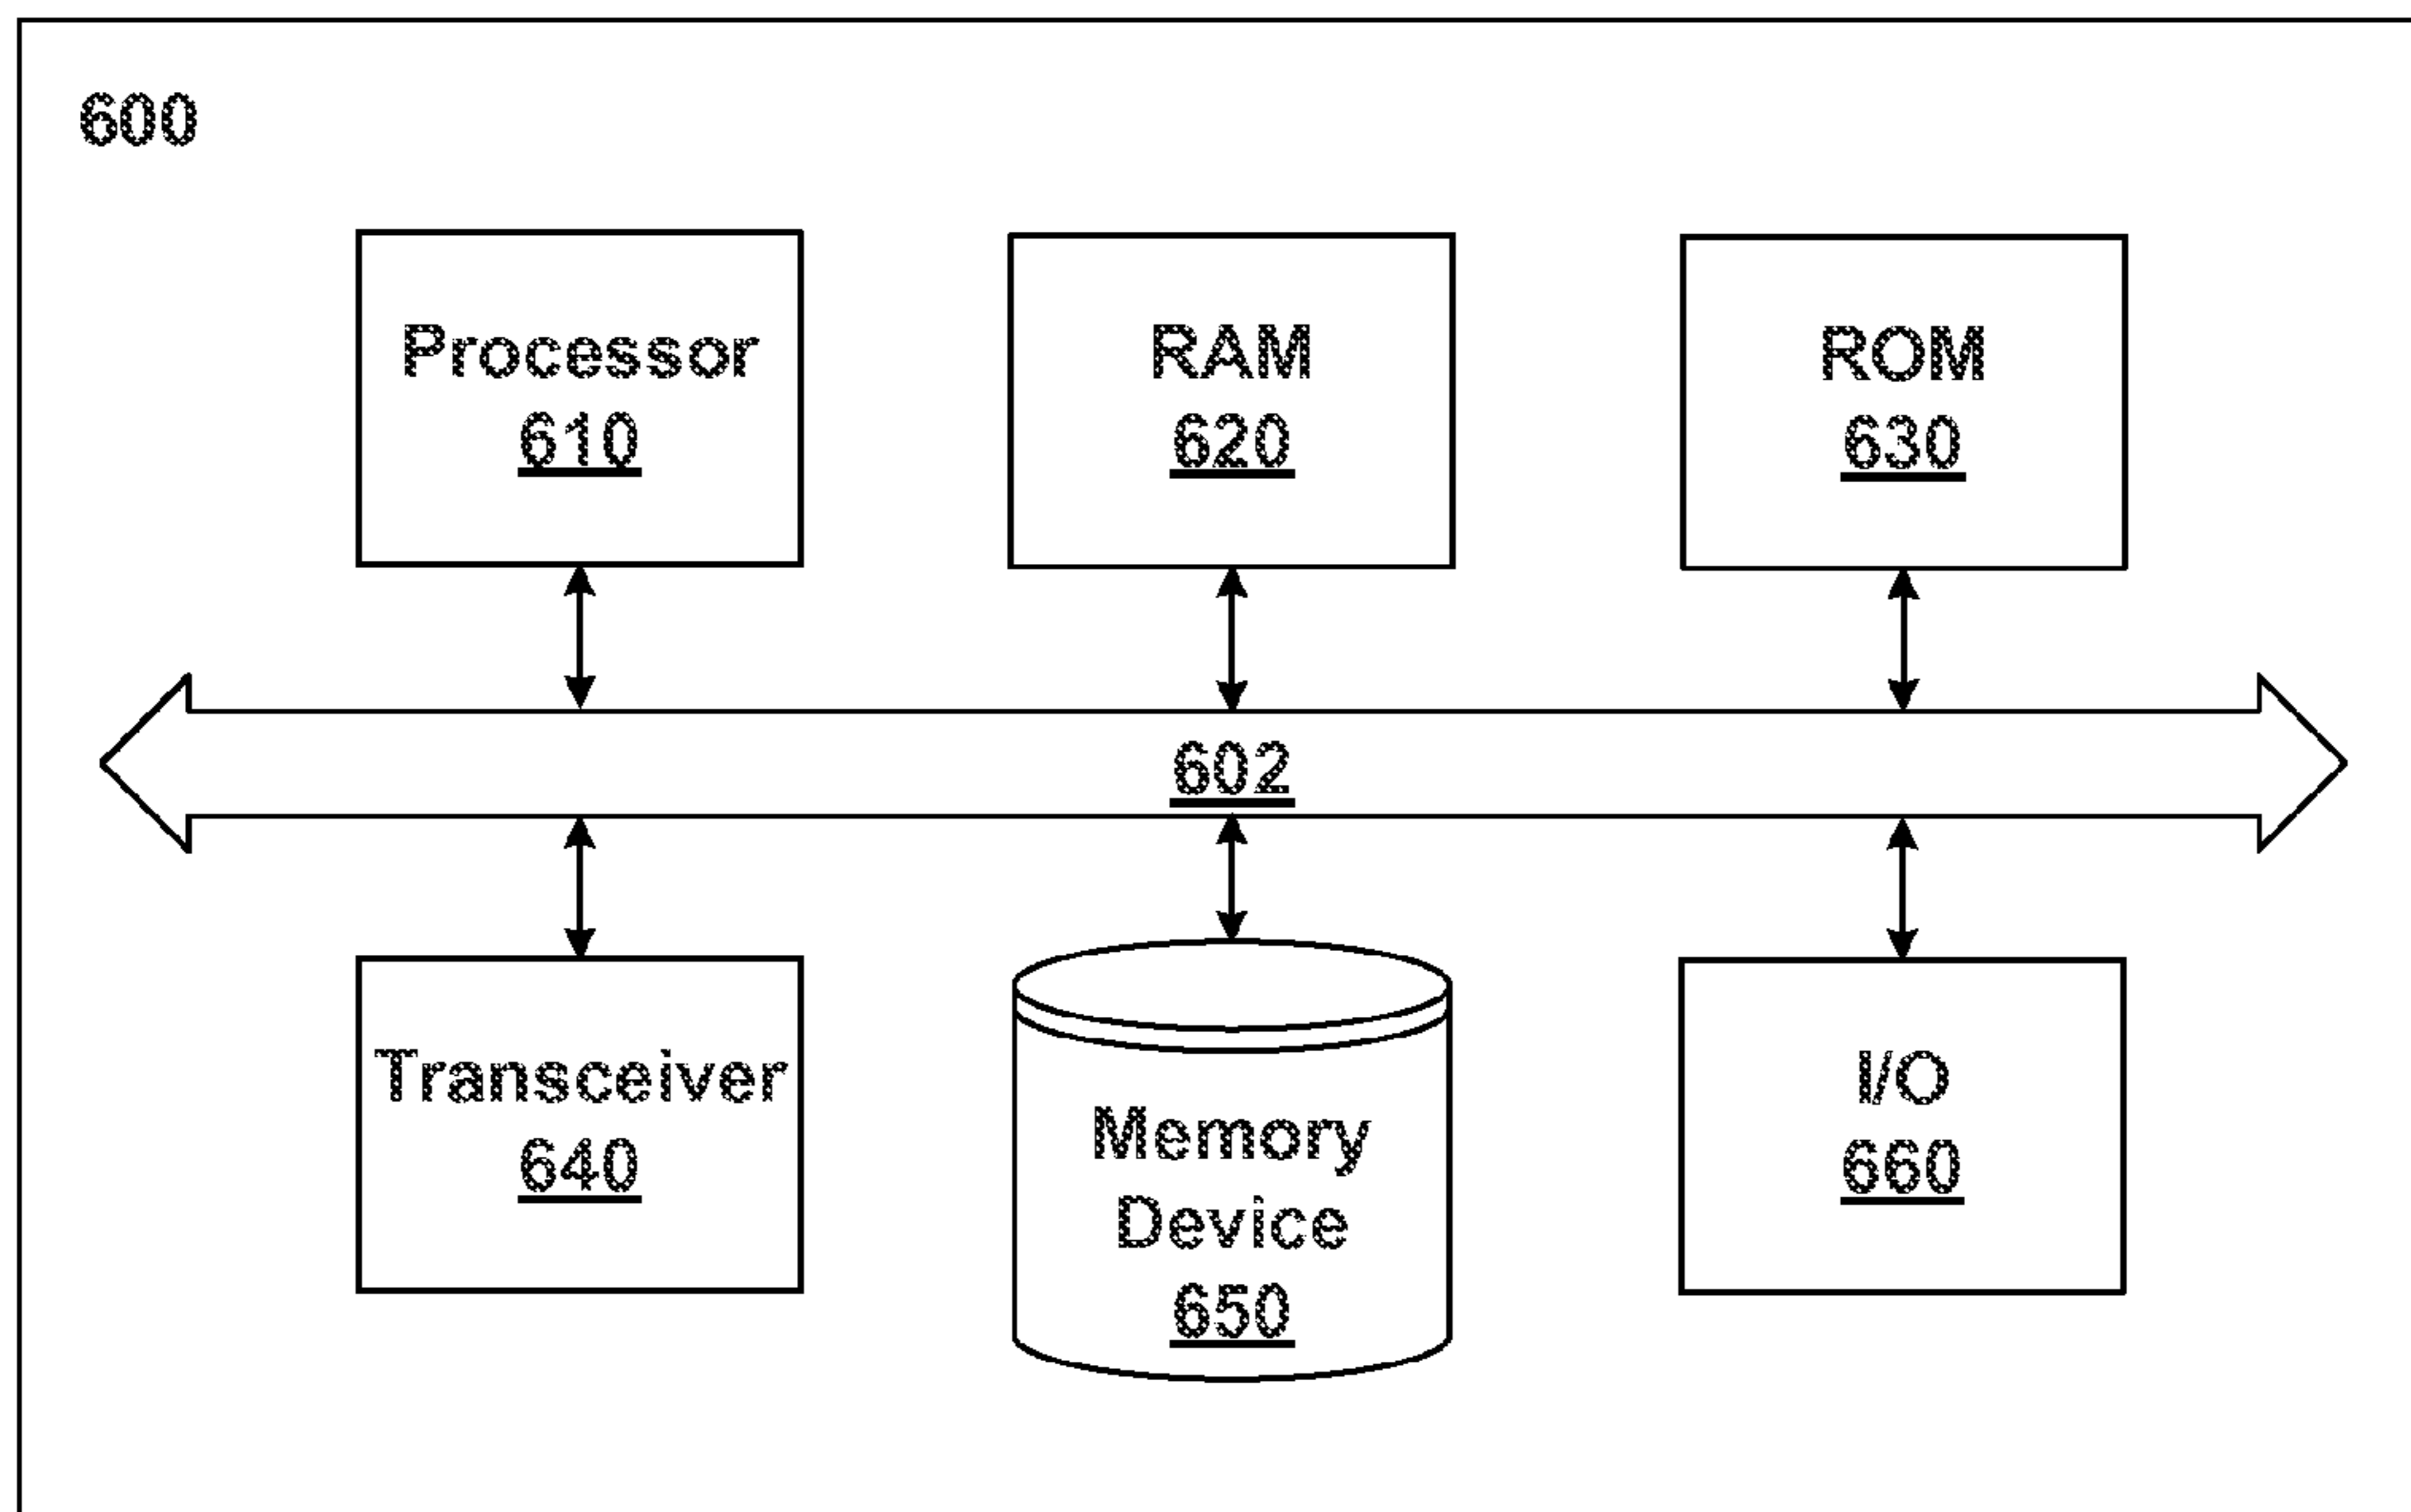 600
Processor
610
RAM
620
ROM
630
602
Transceiver
640
Memory
Device
650
I/O
660